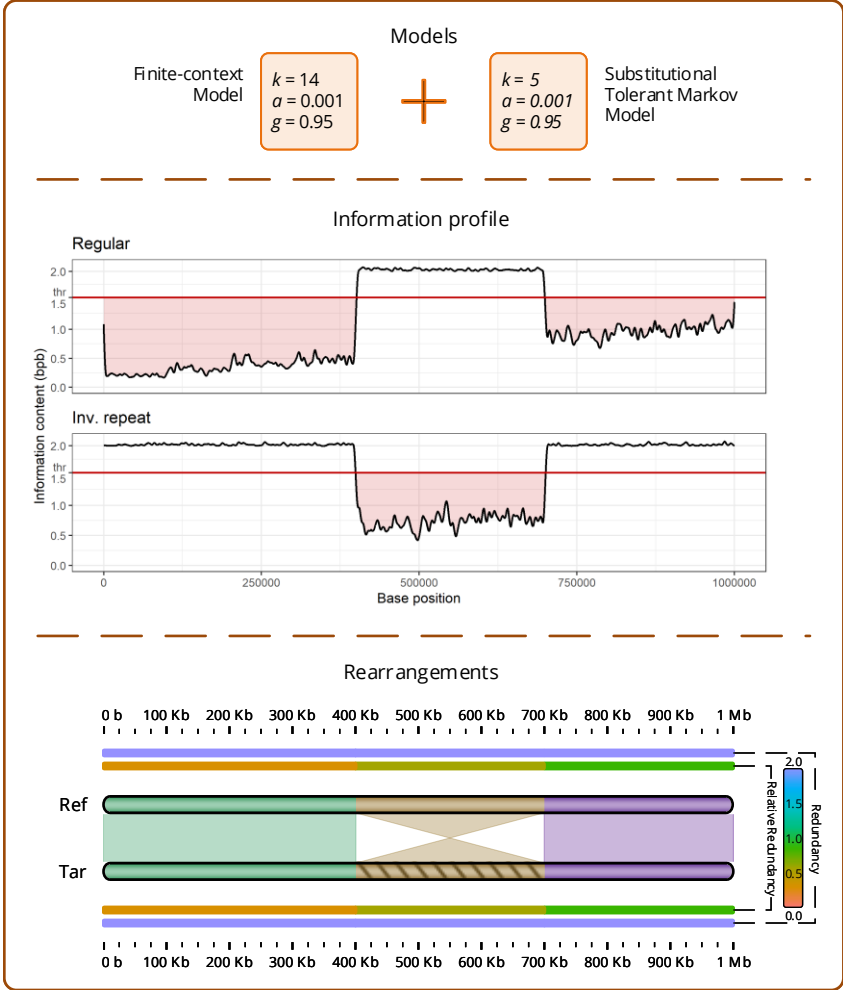 Models
Finite-context
Model
k = 14
a = 0.001
g = 0.95
k = 5
a = 0.001
g = 0.95
Substitutional
Tolerant Markov
Model
Information profile
Regular
2.0
thr
1.5
1.0
0.5
0.0
Information content (bpb)
Inv. repeat
2.0
thr
1.5
1.0
0.5
0.0
0 250000 500000 750000 1000000
Base position
Rearrangements
0 b 100 Kb 200 Kb 300 Kb 400 Kb 500 Kb 600 Kb 700 Kb 800 Kb 900 Kb 1 Mb
Ref
Tar
2.0
1.5
1.0
0.5
0.0
Relative Redundancy
Redundancy
0 b 100 Kb 200 Kb 300 Kb 400 Kb 500 Kb 600 Kb 700 Kb 800 Kb 900 Kb 1 Mb